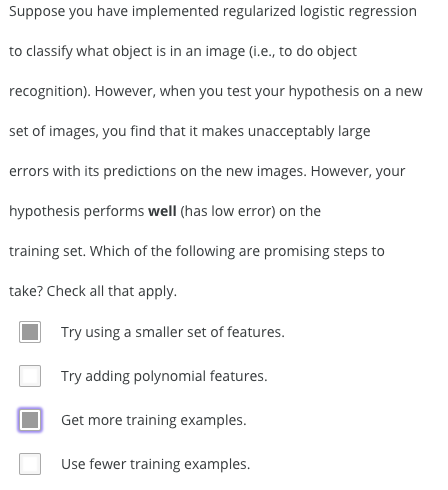 Suppose you have implemented regularized logistic regression
to classify what object is in an image (i.e., to do object
recognition). However, when you test your hypothesis on a new
set of images, you find that it makes unacceptably large
errors with its predictions on the new images. However, your
hypothesis performs well (has low error) on the
training set. Which of the following are promising steps to
take? Check all that apply.
Try using a smaller set of features.
Try adding polynomial features.
Get more training examples.
Use fewer training examples.